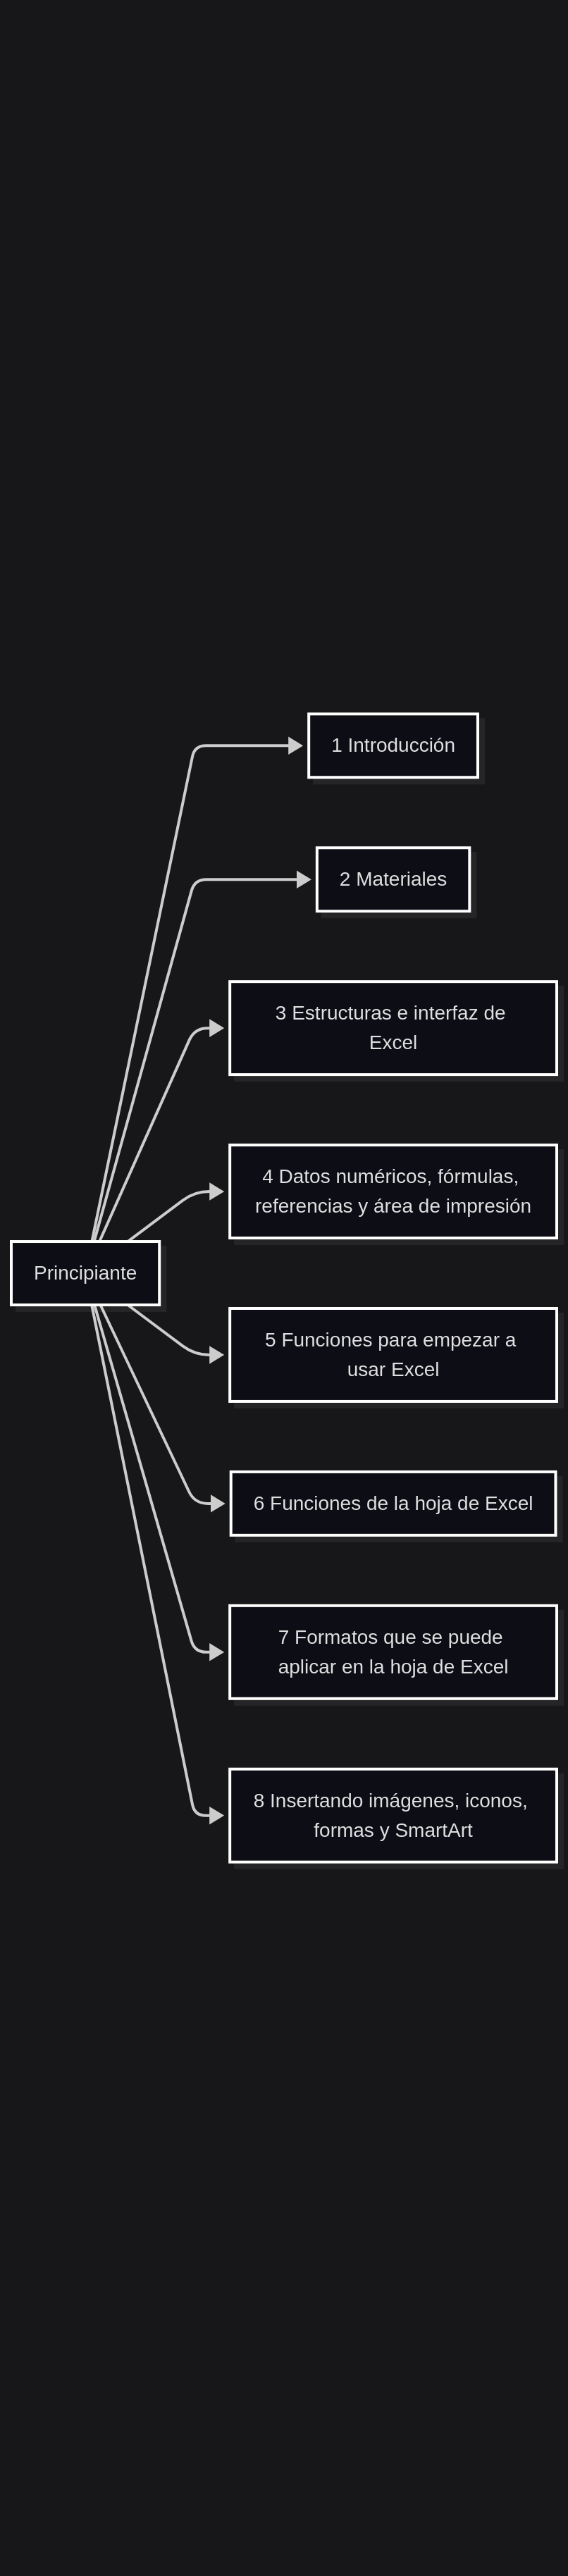 1 Introducción
2 Materiales
3 Estructuras e interfaz de
Excel
4 Datos numéricos, fórmulas,
referencias y área de impresión
Principiante
5 Funciones para empezar a
usar Excel
6 Funciones de la hoja de Excel
7 Formatos que se puede
aplicar en la hoja de Excel
8 Insertando imágenes, iconos,
formas y SmartArt